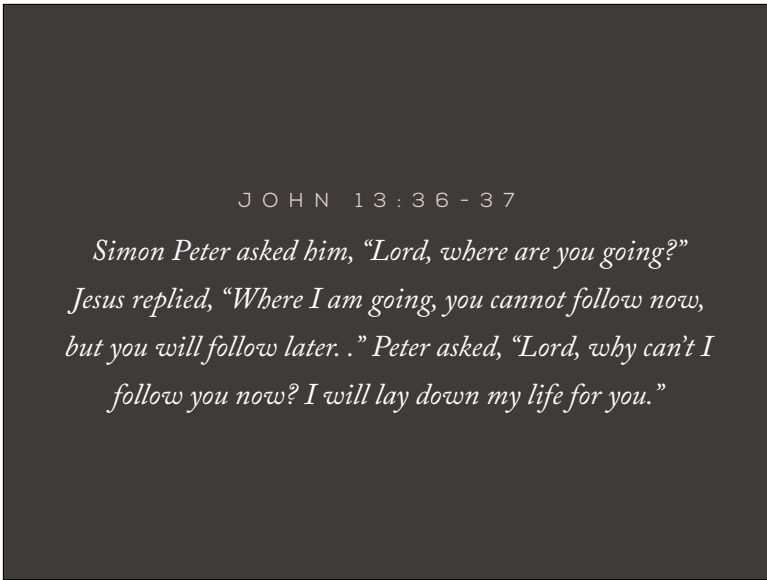 JOHN 13:36-37
Simon Peter asked him, “Lord, where are you going?”
Jesus replied, “Where I am going, you cannot follow now,
but you will follow later. .” Peter asked, “Lord, why can’t I
follow you now? I will lay down my life for you.”